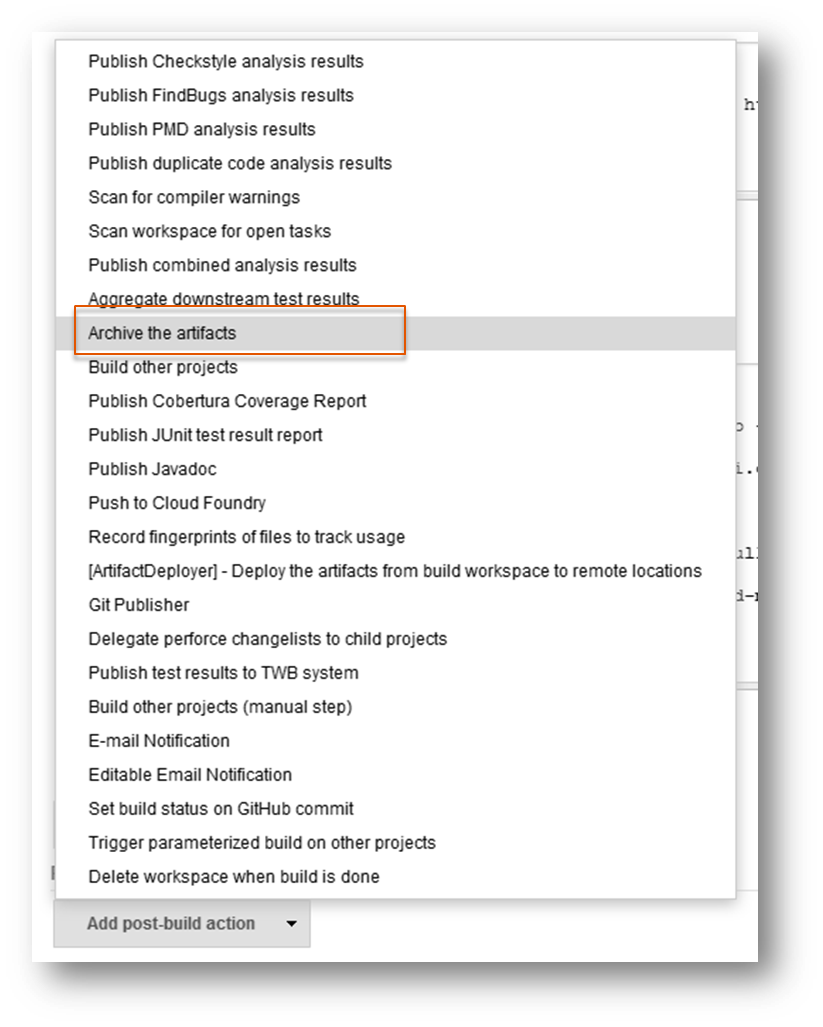 Publish Checkstyle analysis results
Publish FindBugs analysis results
Publish PMD analysis results
Publish duplicate code analysis results
Scan for compiler warnings
Scan workspace for open tasks
Publish combined analysis results
Aggregate downstream test results
Archive the artifacts
Build other projects
Publish Cobertura Coverage Report
Publish JUnit test result report
Publish Javadoc
Push to Cloud Foundry
Record fingerprints of files to track usage
[ArtifactDeployer] - Deploy the artifacts from build workspace to remote locations
Git Publisher
Delegate perforce changelists to child projects
Publish test results to TWB system
Build other projects (manual step)
E-mail Notification
Editable Email Notification
Set build status on GitHub commit
Trigger parameterized build on other projects
Delete workspace when build is done
Add post-build action